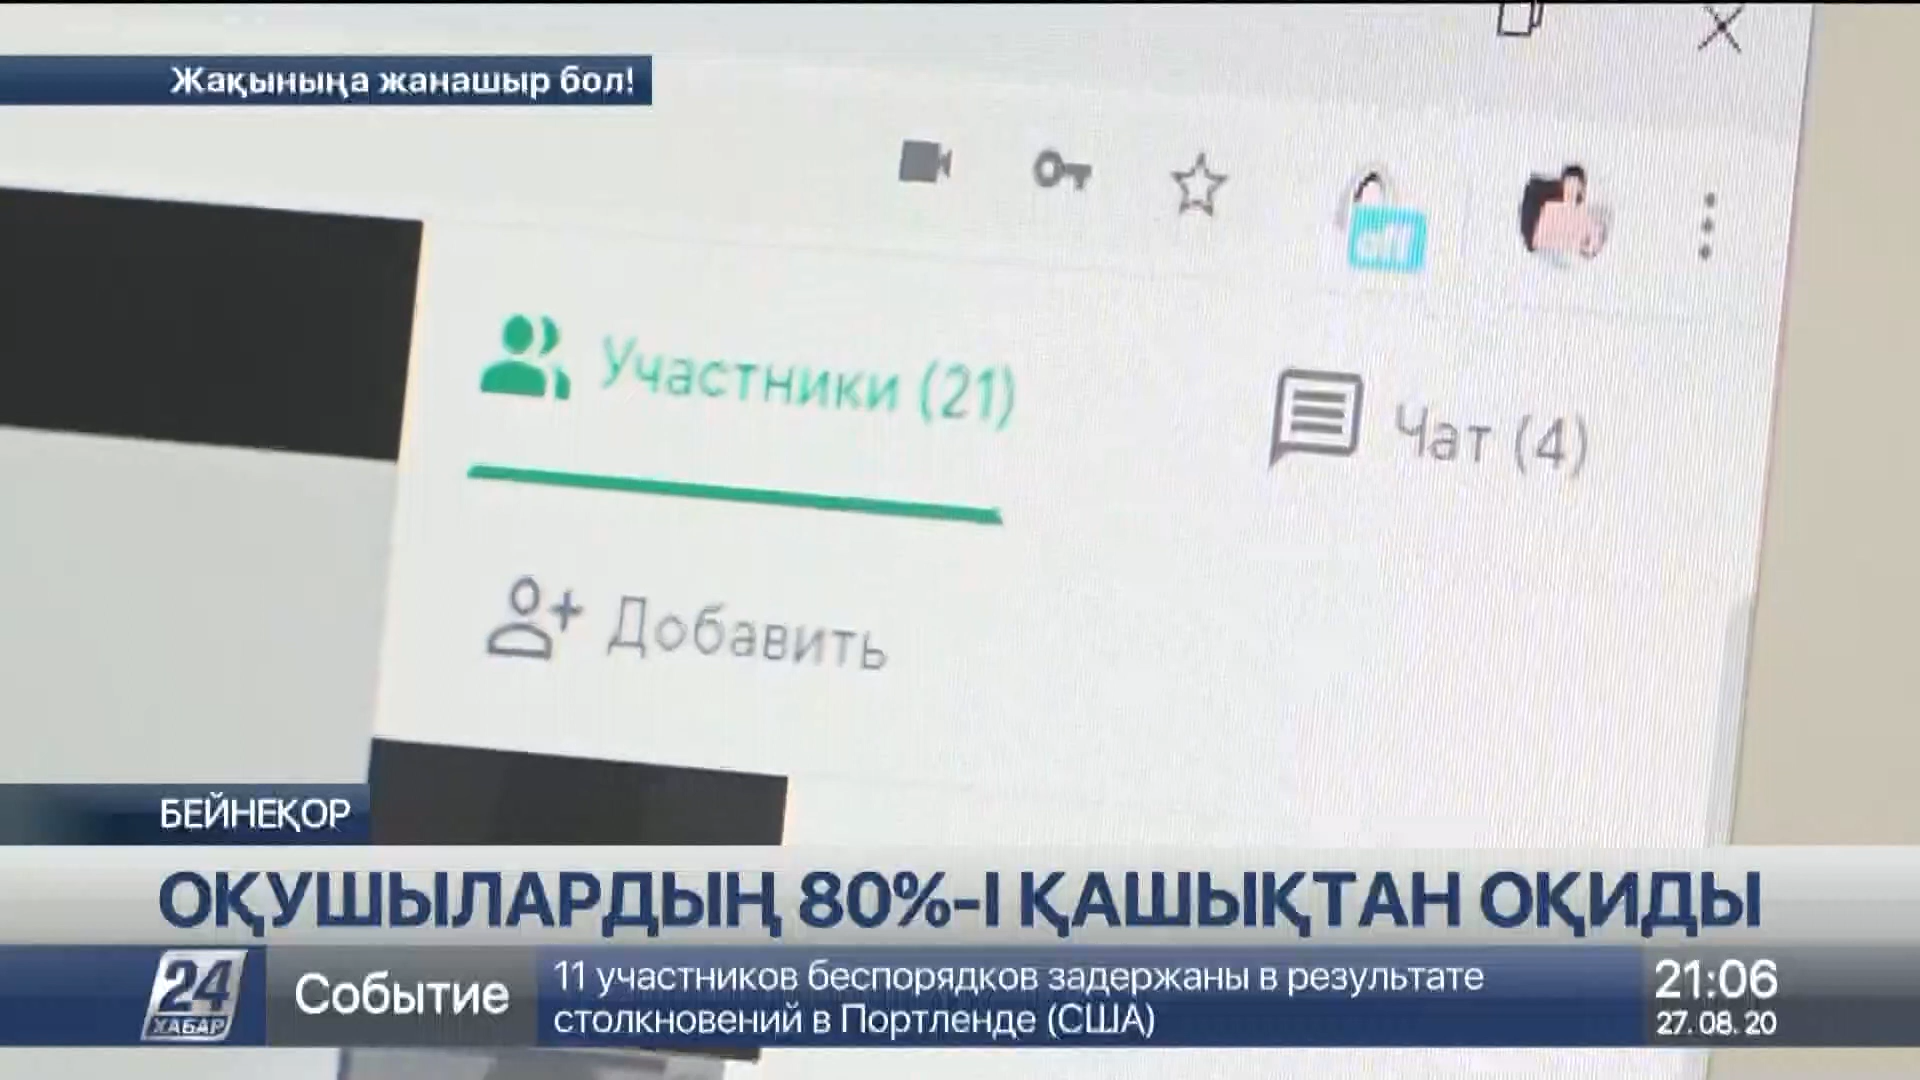 Жақыныңа жанашыр бол!
off
Участники (21)
Чат (4)
Добавить
БЕЙНЕҚОР
ОҚУШЫЛАРДЫҢ 80%-І ҚАШЫҚТАН ОҚИДЫ
24
ХАБАР
Событие
11 участников беспорядков задержаны в результате
столкновений в Портленде (США)
21:06
27. 08. 20